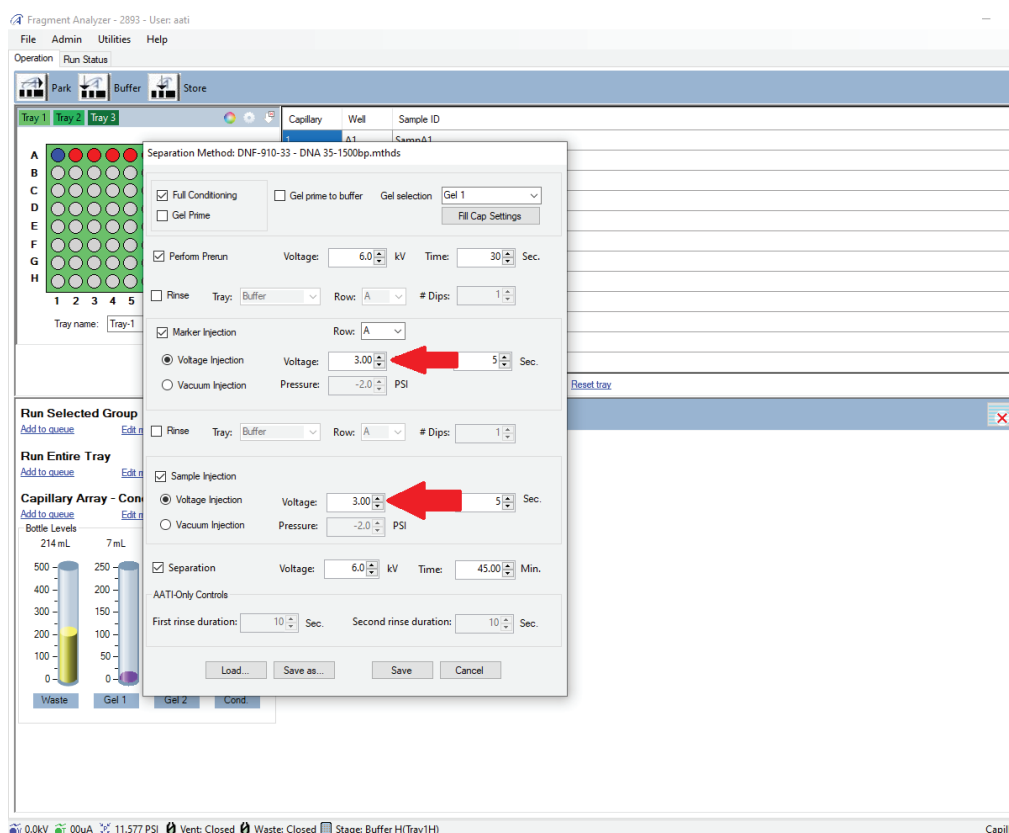 Fragment Analyzer - 2893 - User: aati
File Admin Utilities Help
Operation Run Status
Park Buffer Store
Tray 1 Tray 2 Tray 3
Capillary Well Sample ID
1 A1 SampA1
Separation Method: DNF-910-33 - DNA 35-1500bp.mthds
Full Conditioning Gel prime to buffer Gel selection Gel 1
Gel Prime Fill Cap Settings
Perform Prerun Voltage: 6.0 kV Time: 30 Sec.
Rinse Tray: Buffer Row: A # Dips: 1
Marker Injection Row: A
Voltage Injection Voltage: 3.00 5 Sec.
Vacuum Injection Pressure: -2.0 PSI
Rinse Tray: Buffer Row: A # Dips: 1
Sample Injection
Voltage Injection Voltage: 3.00 5 Sec.
Vacuum Injection Pressure: -2.0 PSI
Separation Voltage: 6.0 kV Time: 45.00 Min.
AATI-Only Controls
First rinse duration: 10 Sec. Second rinse duration: 10 Sec.
Load... Save as... Save Cancel
A
B
C
D
E
F
G
H
1 2 3 4 5
Tray name: Tray-1
Reset tray
Run Selected Group
Add to queue Edit
Run Entire Tray
Add to queue Edit
Capillary Array - Con
Add to queue Edit
Bottle Levels
214 mL 7 mL
500 250
400 200
300 150
200 100
100 50
0 0
Waste Gel 1 Gel 2 Cond.
0.0kV 00uA 11.577 PSI Vent: Closed Waste: Closed Stage: Buffer H(Tray1H) Capil